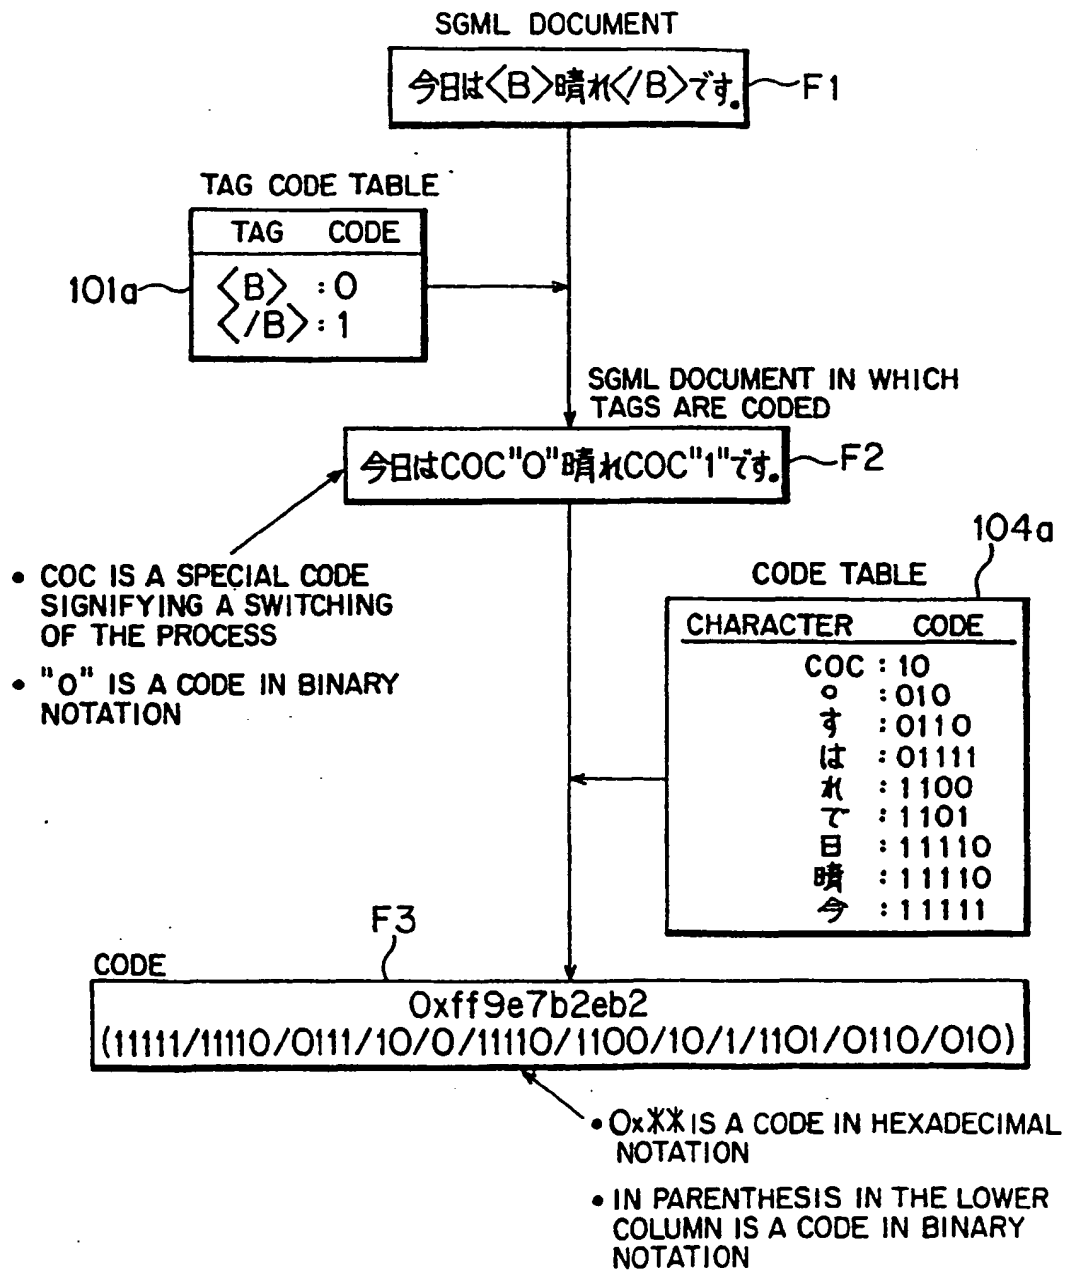 SGML DOCUMENT
今日は<B>晴れ</B>です。
F1
TAG CODE TABLE
TAG CODE
<B> :0
</B>:1
101a
SGML DOCUMENT IN WHICH
TAGS ARE CODED
今日はCOC"0"晴れCOC"1"です。
F2
• COC IS A SPECIAL CODE
SIGNIFYING A SWITCHING
OF THE PROCESS
• "0" IS A CODE IN BINARY
NOTATION
104a
CODE TABLE
CHARACTER CODE
COC : 10
。 : 010
す : 0110
は : 01111
れ : 1100
で : 1101
日 : 11110
晴 : 11110
今 : 11111
F3
CODE
0xff9e7b2eb2
(11111/11110/0111/10/0/11110/1100/10/1/1101/0110/010)
• 0x** IS A CODE IN HEXADECIMAL
NOTATION
• IN PARENTHESIS IN THE LOWER
COLUMN IS A CODE IN BINARY
NOTATION